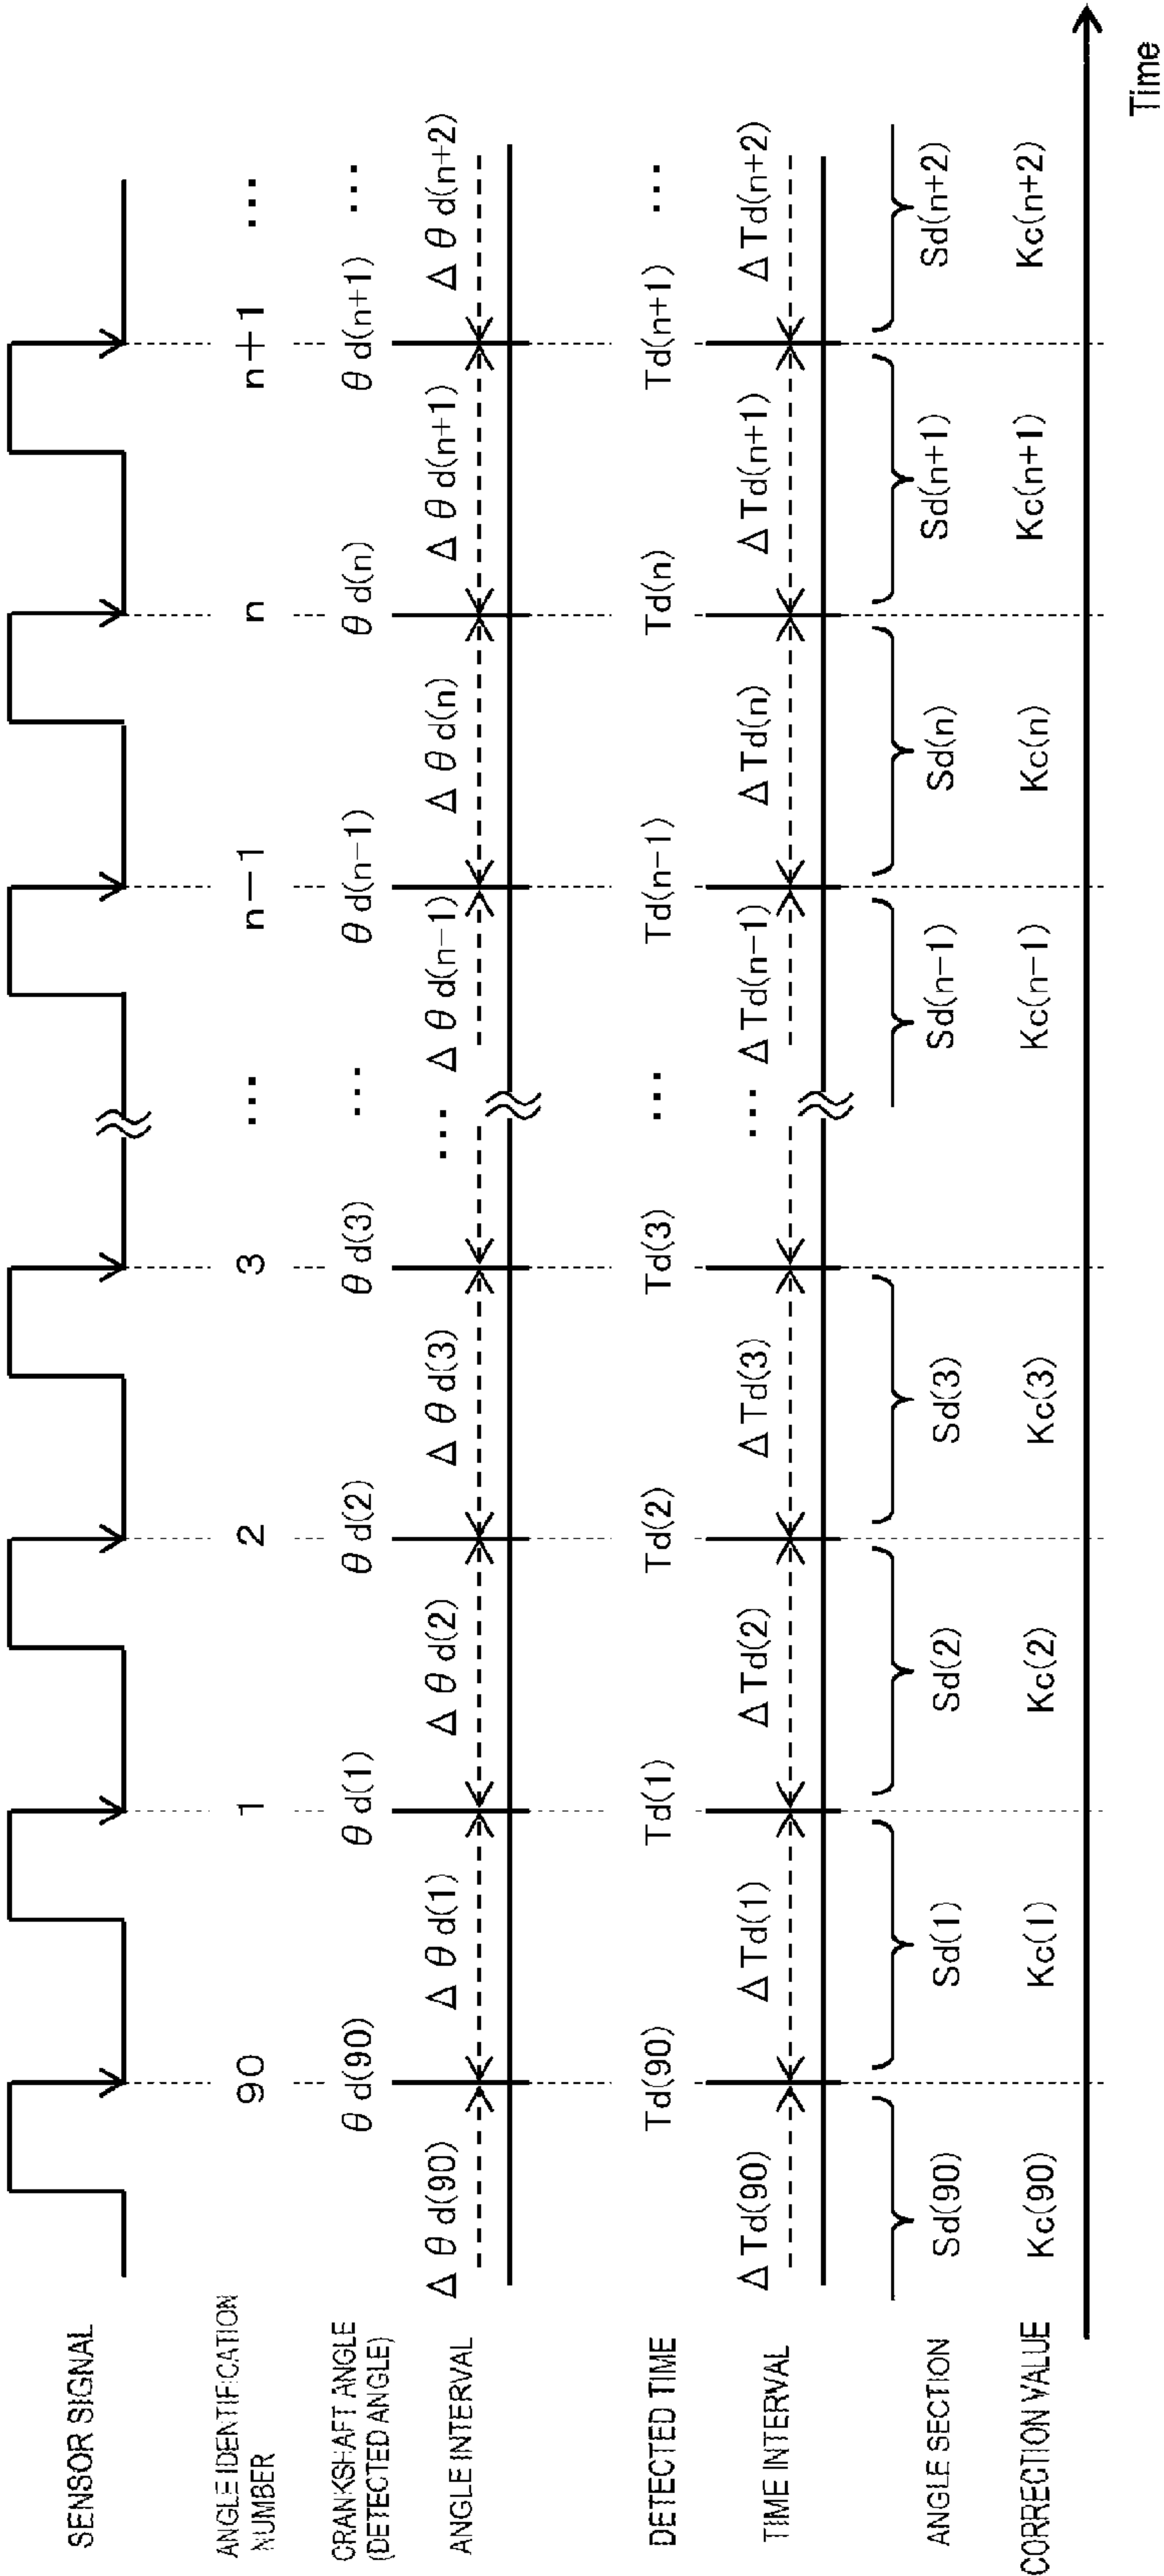 SENSOR SIGNAL
ANGLE IDENTIFICATION
NUMBER
90 1 2 3 ... n-1 n n+1 ...
CRANKSHAFT ANGLE
(DETECTED ANGLE)
θd(90) θd(1) θd(2) θd(3) ... θd(n-1) θd(n) θd(n+1) ...
ANGLE INTERVAL
Δθd(90) Δθd(1) Δθd(2) Δθd(3) ... Δθd(n-1) Δθd(n) Δθd(n+1) Δθd(n+2)
DETECTED TIME
Td(90) Td(1) Td(2) Td(3) ... Td(n-1) Td(n) Td(n+1) ...
TIME INTERVAL
ΔTd(90) ΔTd(1) ΔTd(2) ΔTd(3) ... ΔTd(n-1) ΔTd(n) ΔTd(n+1) ΔTd(n+2)
ANGLE SECTION
Sd(90) Sd(1) Sd(2) Sd(3) Sd(n-1) Sd(n) Sd(n+1) Sd(n+2)
CORRECTION VALUE
Kc(90) Kc(1) Kc(2) Kc(3) Kc(n-1) Kc(n) Kc(n+1) Kc(n+2)
Time